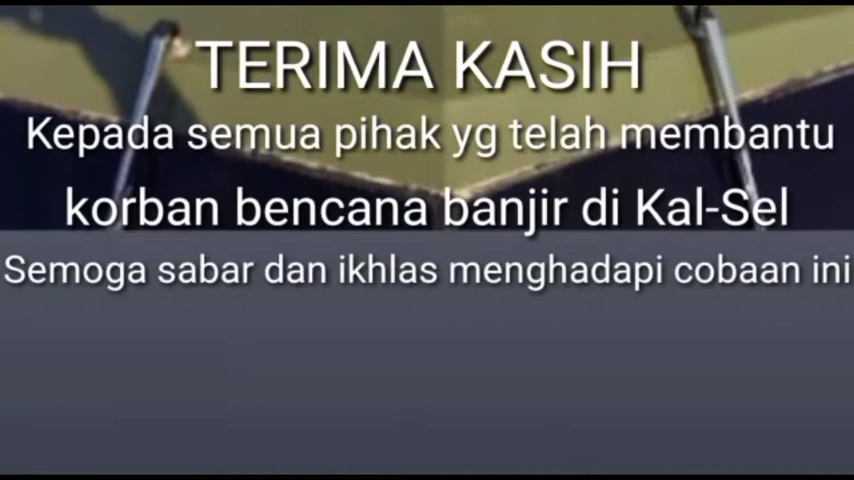 TERIMA KASIH
Kepada semua pihak yg telah membantu
korban bencana banjir di Kal-Sel
Semoga sabar dan ikhlas menghadapi cobaan ini